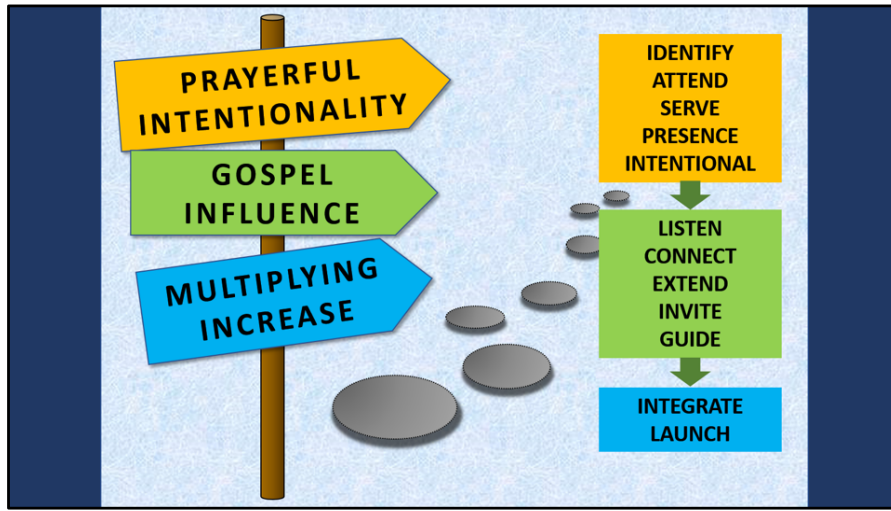 PRAYERFUL
INTENTIONALITY
GOSPEL
INFLUENCE
MULTIPLYING
INCREASE
IDENTIFY
ATTEND
SERVE
PRESENCE
INTENTIONAL
LISTEN
CONNECT
EXTEND
INVITE
GUIDE
INTEGRATE
LAUNCH